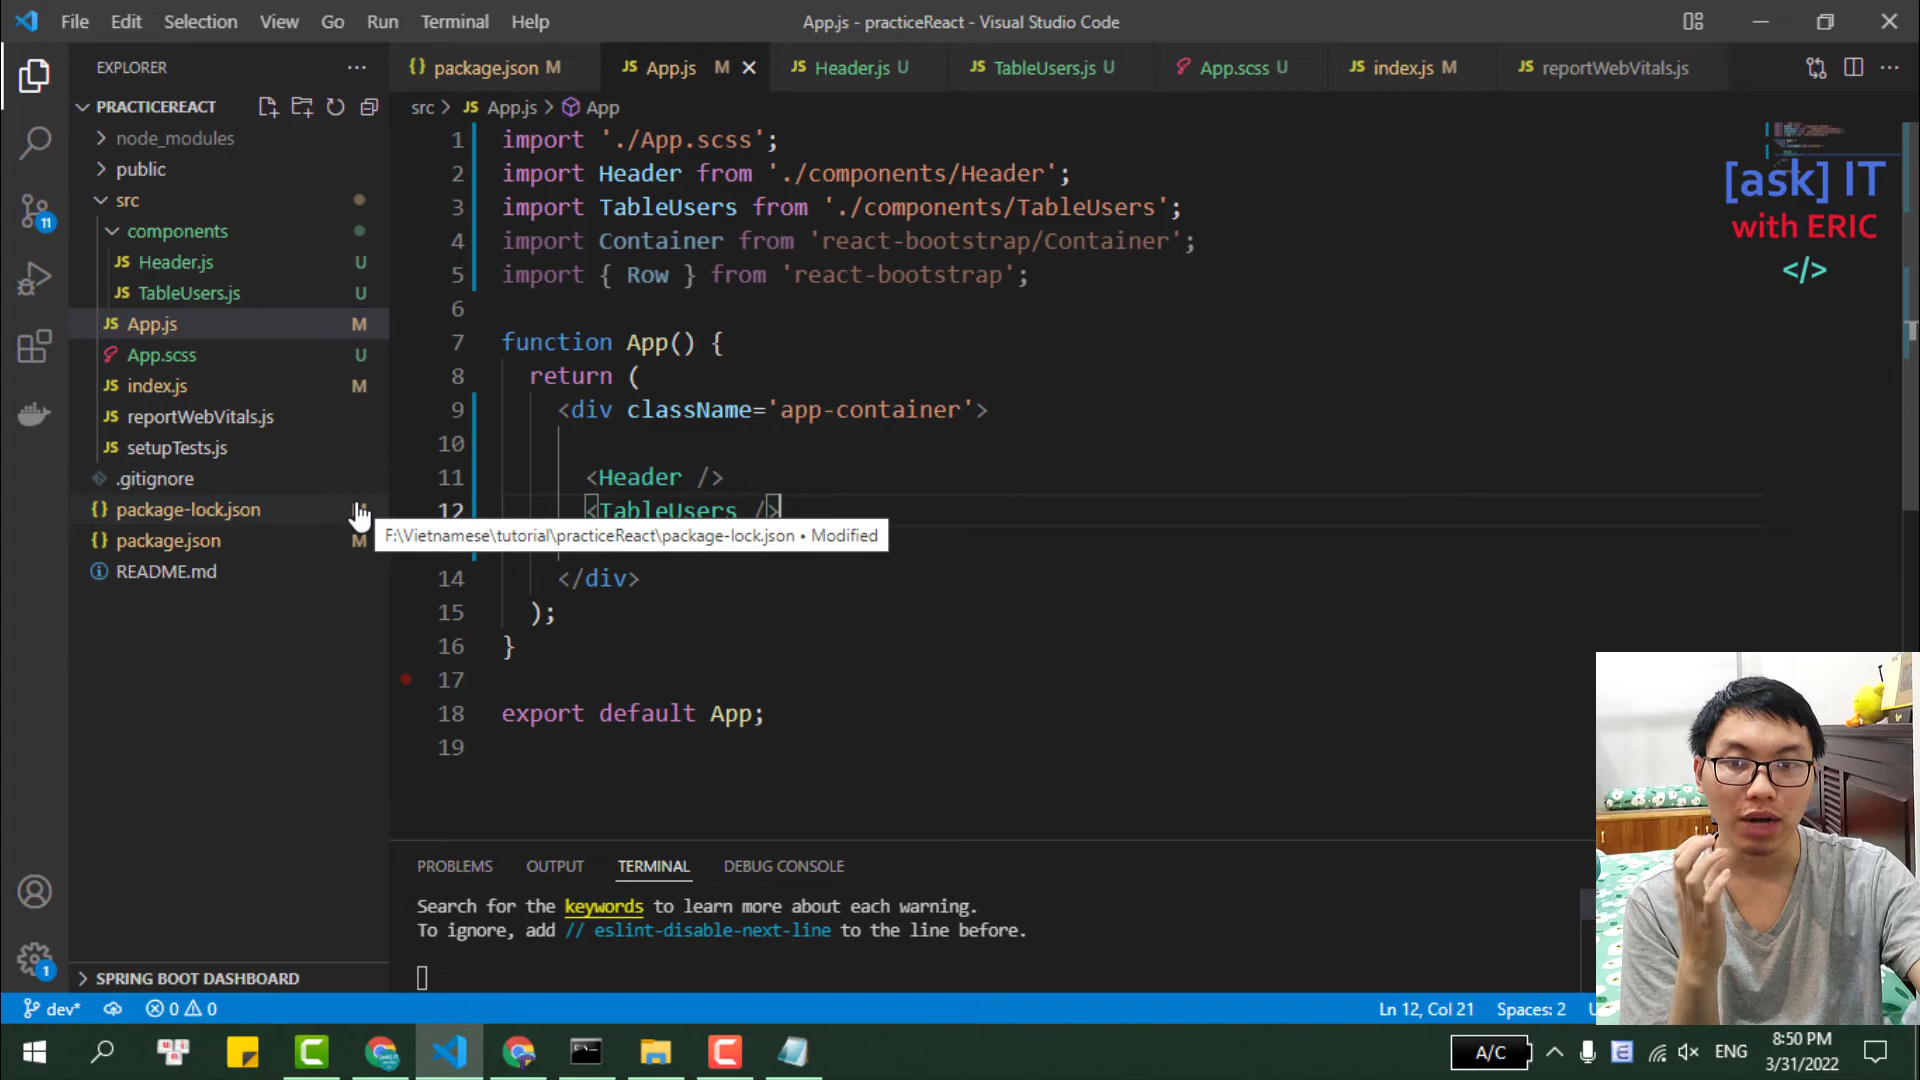 File Edit Selection View Go Run Terminal Help
App.js - practiceReact - Visual Studio Code
EXPLORER
PRACTICEREACT
node_modules
public
src
components
JS Header.js U
JS TableUsers.js U
JS App.js M
App.scss U
JS index.js M
JS reportWebVitals.js
JS setupTests.js
.gitignore
{} package-lock.json
{} package.json M
README.md
SPRING BOOT DASHBOARD
11
1
{} package.json M
JS App.js M
JS Header.js U
JS TableUsers.js U
App.scss U
JS index.js M
JS reportWebVitals.js
src > JS App.js > App
1 import './App.scss';
2 import Header from './components/Header';
3 import TableUsers from './components/TableUsers';
4 import Container from 'react-bootstrap/Container';
5 import { Row } from 'react-bootstrap';
6
7 function App() {
8 return (
9 <div className='app-container'>
10
11 <Header />
12 <TableUsers />
F:\Vietnamese\tutorial\practiceReact\package-lock.json • Modified
14 </div>
15 );
16 }
17
18 export default App;
19
[ask] IT
with ERIC
</>
PROBLEMS OUTPUT TERMINAL DEBUG CONSOLE
Search for the keywords to learn more about each warning.
To ignore, add // eslint-disable-next-line to the line before.
dev* 0 0
Ln 12, Col 21 Spaces: 2
A/C
ENG
8:50 PM
3/31/2022